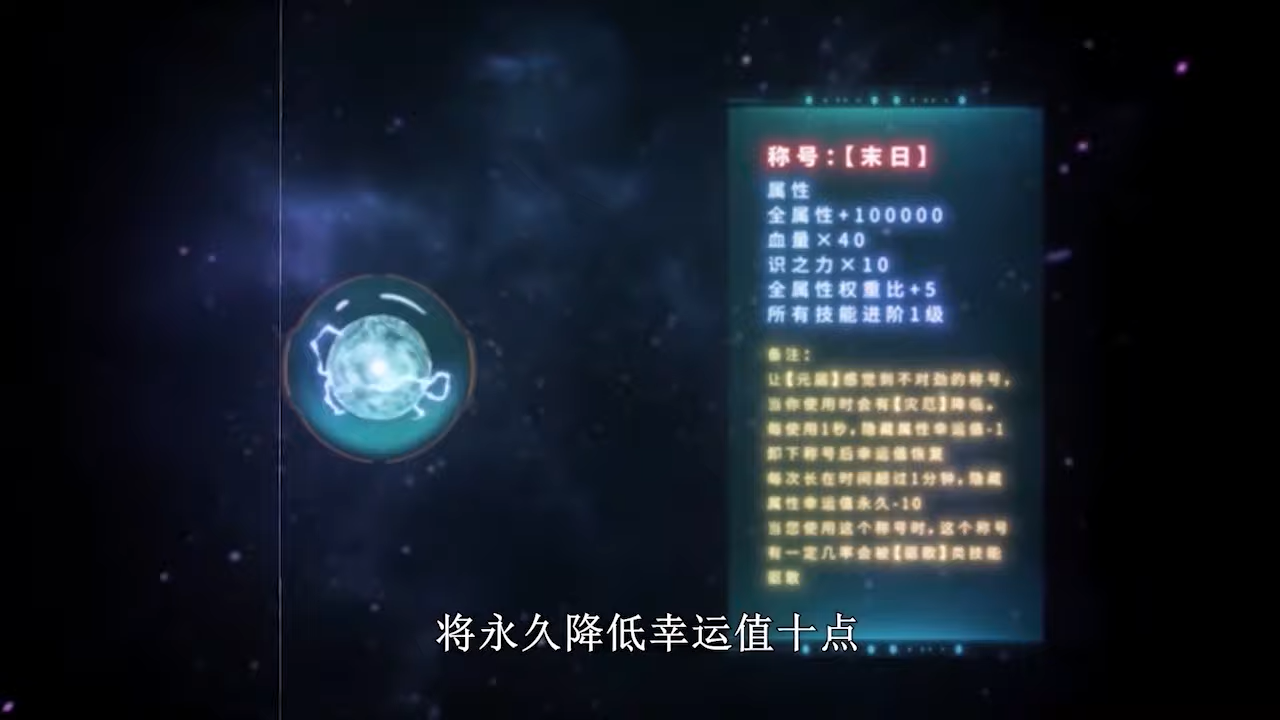 称号:【末日】
属性
全属性+100000
血量×40
识之力×10
全属性权重比+5
所有技能进阶1级
备注:
让【元届】感觉到不对劲的称号,
当你使用时会有【灾厄】降临。
每使用1秒,隐藏属性幸运值-1
卸下称号后幸运值恢复
每次长在时间超过1分钟,隐藏
属性幸运值永久-10
当您使用这个称号时,这个称号
有一定几率会被【驱散】类技能
驱散
将永久降低幸运值十点